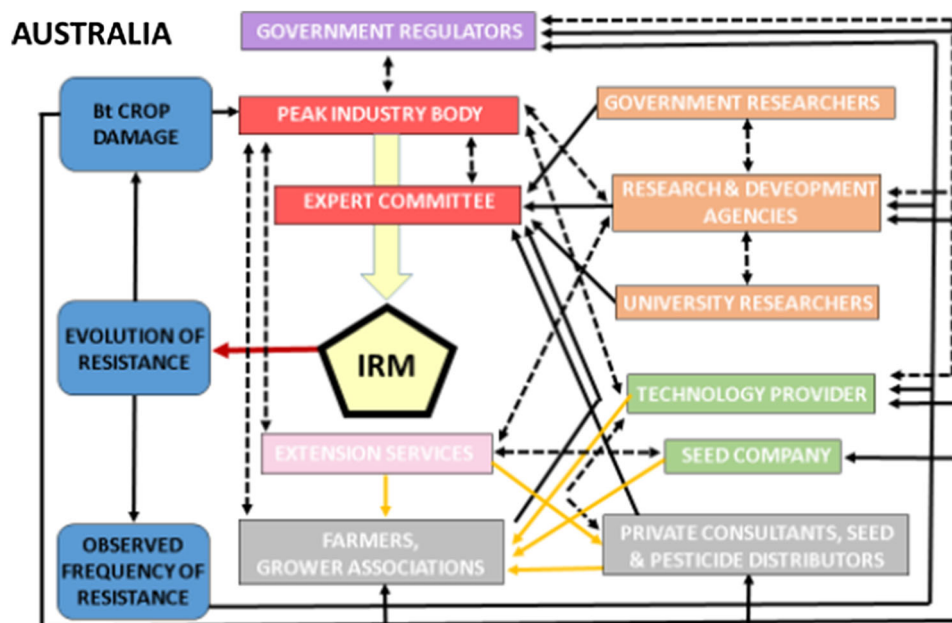 AUSTRALIA
GOVERNMENT REGULATORS
Bt CROP
DAMAGE
PEAK INDUSTRY BODY
GOVERNMENT RESEARCHERS
EXPERT COMMITTEE
RESEARCH & DEVEOPMENT
AGENCIES
UNIVERSITY RESEARCHERS
EVOLUTION OF
RESISTANCE
IRM
TECHNOLOGY PROVIDER
EXTENSION SERVICES
SEED COMPANY
OBSERVED
FREQUENCY OF
RESISTANCE
FARMERS,
GROWER ASSOCIATIONS
PRIVATE CONSULTANTS, SEED
& PESTICIDE DISTRIBUTORS